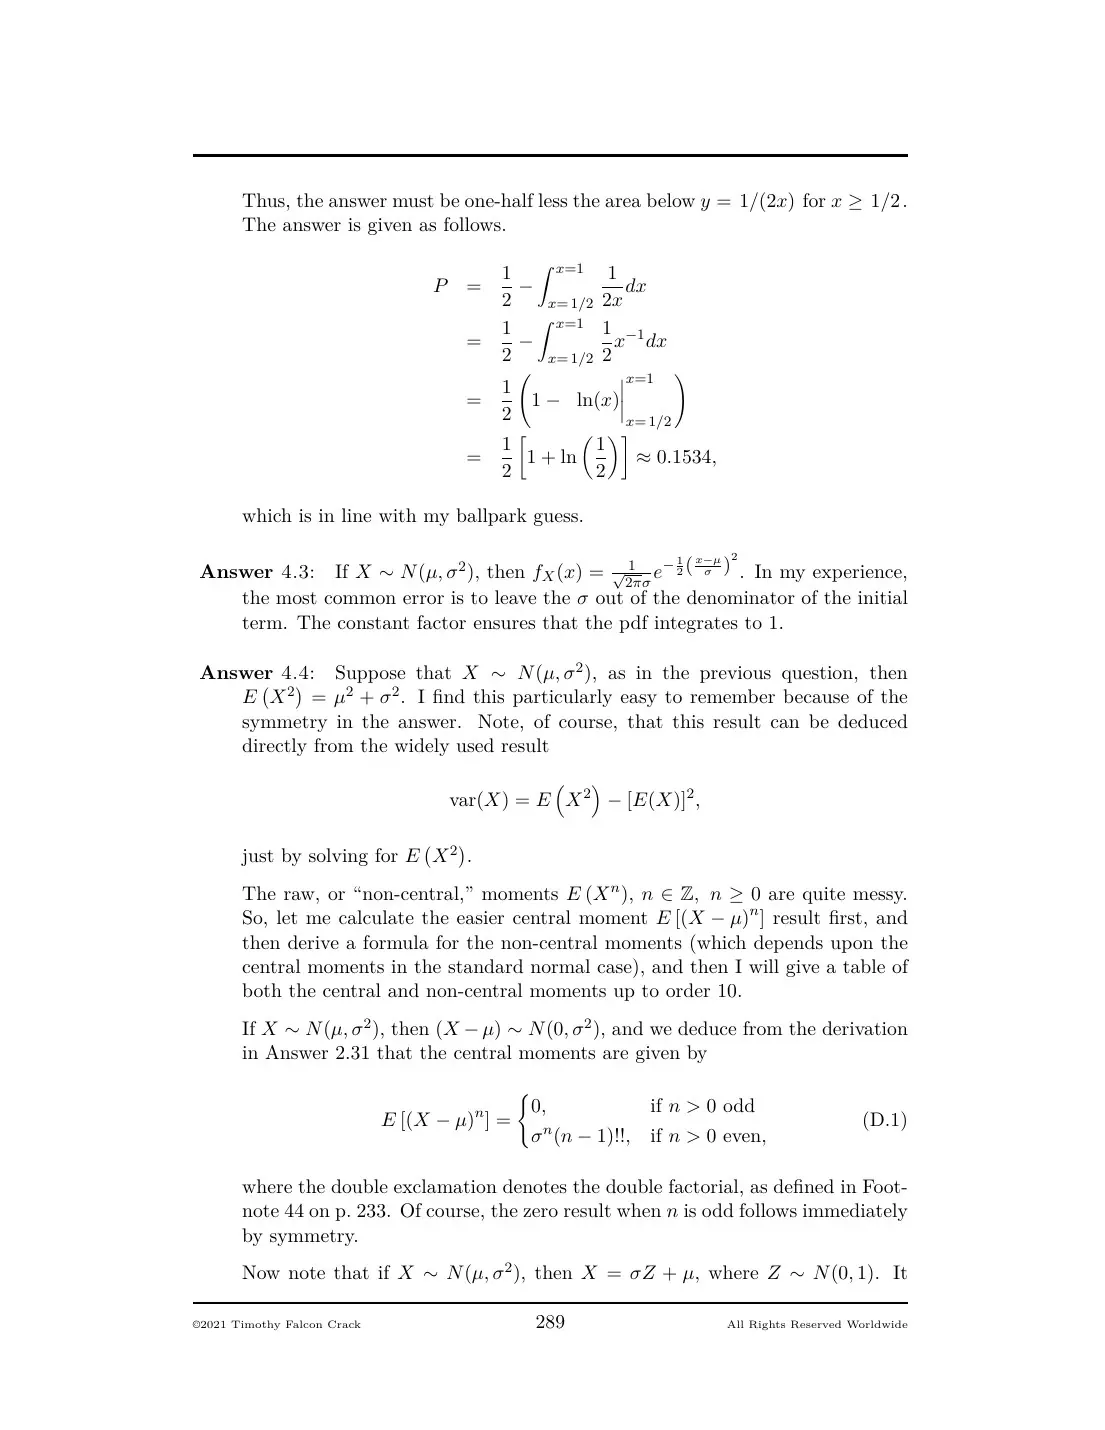 Thus, the answer must be one-half less the area below y = 1/(2x) for x ≥ 1/2.
The answer is given as follows.
P = 1/2 − ∫_{x=1/2}^{x=1} 1/(2x) dx
= 1/2 − ∫_{x=1/2}^{x=1} 1/2 x^{−1} dx
= 1/2 (1 − ln(x)|_{x=1/2}^{x=1})
= 1/2 [1 + ln(1/2)] ≈ 0.1534,
which is in line with my ballpark guess.
Answer 4.3: If X ∼ N(μ, σ²), then f_X(x) = 1/(√(2π)σ) e^{−1/2((x−μ)/σ)²}. In my experience,
the most common error is to leave the σ out of the denominator of the initial
term. The constant factor ensures that the pdf integrates to 1.
Answer 4.4: Suppose that X ∼ N(μ, σ²), as in the previous question, then
E (X²) = μ² + σ². I find this particularly easy to remember because of the
symmetry in the answer. Note, of course, that this result can be deduced
directly from the widely used result
var(X) = E (X²) − [E(X)]²,
just by solving for E (X²).
The raw, or “non-central,” moments E (Xⁿ), n ∈ ℤ, n ≥ 0 are quite messy.
So, let me calculate the easier central moment E [(X − μ)ⁿ] result first, and
then derive a formula for the non-central moments (which depends upon the
central moments in the standard normal case), and then I will give a table of
both the central and non-central moments up to order 10.
If X ∼ N(μ, σ²), then (X − μ) ∼ N(0, σ²), and we deduce from the derivation
in Answer 2.31 that the central moments are given by
E [(X − μ)ⁿ] = { 0, if n > 0 odd
σⁿ(n − 1)!!, if n > 0 even, (D.1)
where the double exclamation denotes the double factorial, as defined in Foot-
note 44 on p. 233. Of course, the zero result when n is odd follows immediately
by symmetry.
Now note that if X ∼ N(μ, σ²), then X = σZ + μ, where Z ∼ N(0, 1). It
©2021 Timothy Falcon Crack 289 All Rights Reserved Worldwide